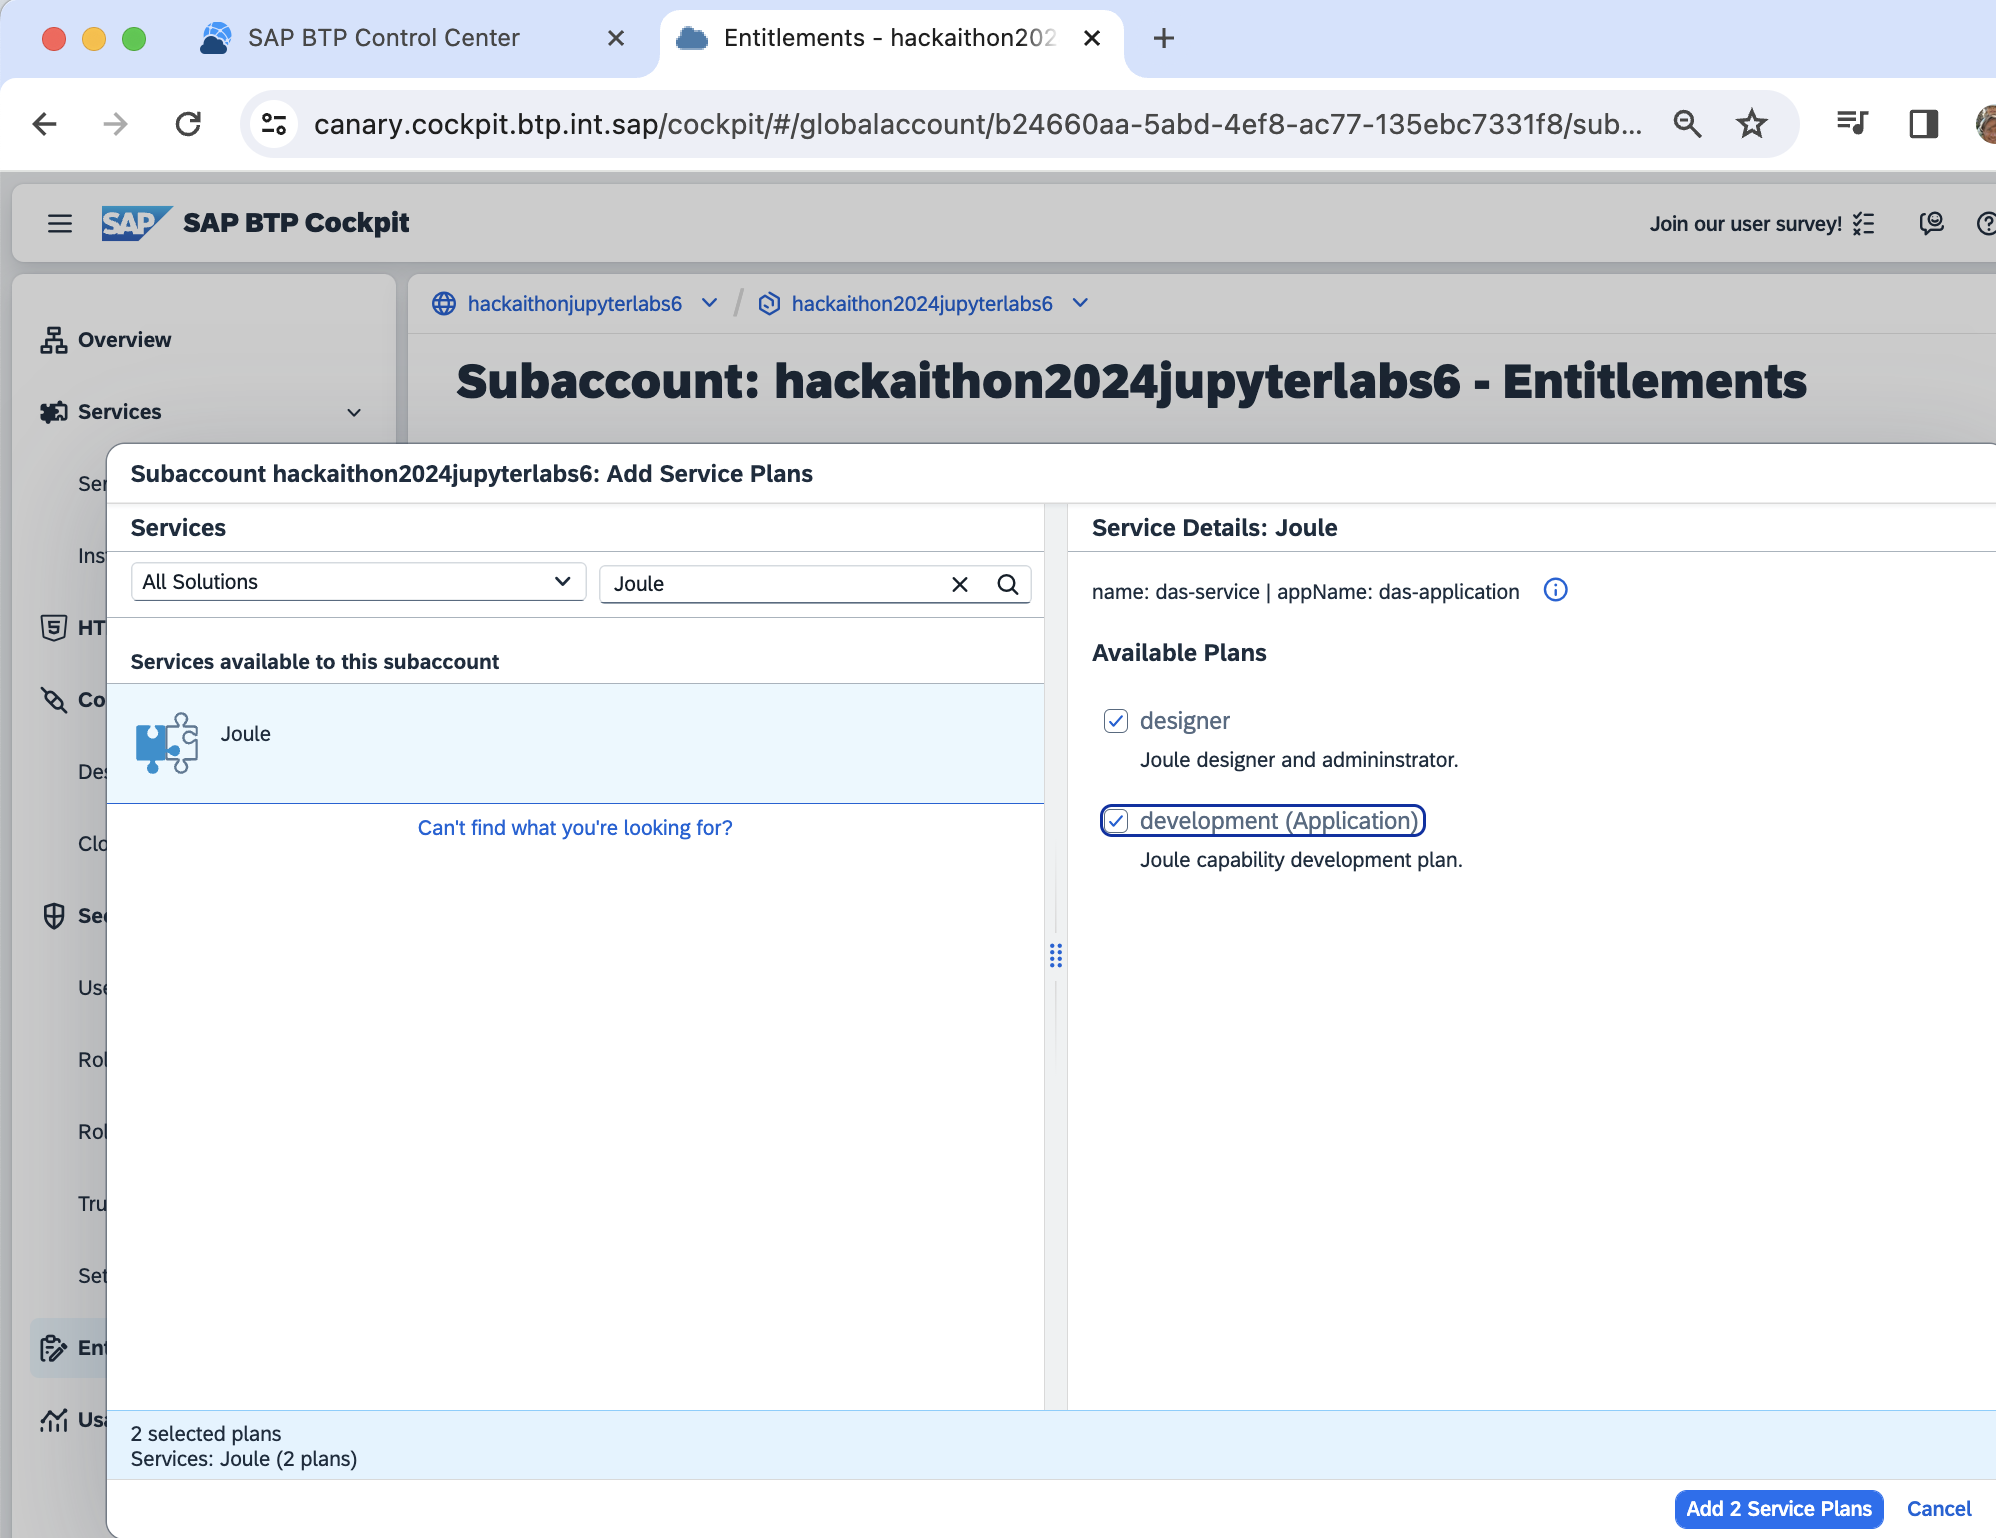 SAP BTP Control Center
Entitlements - hackaithon202
canary.cockpit.btp.int.sap/cockpit/#/globalaccount/b24660aa-5abd-4ef8-ac77-135ebc7331f8/sub...
SAP SAP BTP Cockpit
Join our user survey!
Overview
Services
Ser
Ins
HT
Co
Des
Clo
Sec
Use
Rol
Rol
Tru
Set
Ent
Usa
hackaithonjupyterlabs6 / hackaithon2024jupyterlabs6
Subaccount: hackaithon2024jupyterlabs6 - Entitlements
Subaccount hackaithon2024jupyterlabs6: Add Service Plans
Services
All Solutions
Joule
Services available to this subaccount
Joule
Can't find what you're looking for?
Service Details: Joule
name: das-service | appName: das-application
Available Plans
designer
Joule designer and admininstrator.
development (Application)
Joule capability development plan.
2 selected plans
Services: Joule (2 plans)
Add 2 Service Plans
Cancel